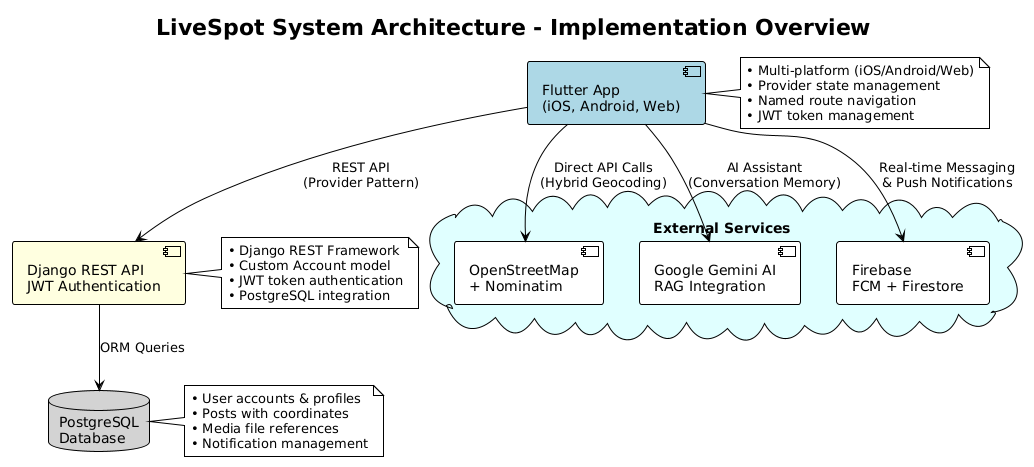 LiveSpot System Architecture - Implementation Overview
Flutter App
(iOS, Android, Web)
• Multi-platform (iOS/Android/Web)
• Provider state management
• Named route navigation
• JWT token management
REST API
(Provider Pattern)
Direct API Calls
(Hybrid Geocoding)
AI Assistant
(Conversation Memory)
Real-time Messaging
& Push Notifications
External Services
Django REST API
JWT Authentication
• Django REST Framework
• Custom Account model
• JWT token authentication
• PostgreSQL integration
OpenStreetMap
+ Nominatim
Google Gemini AI
RAG Integration
Firebase
FCM + Firestore
ORM Queries
PostgreSQL
Database
• User accounts & profiles
• Posts with coordinates
• Media file references
• Notification management